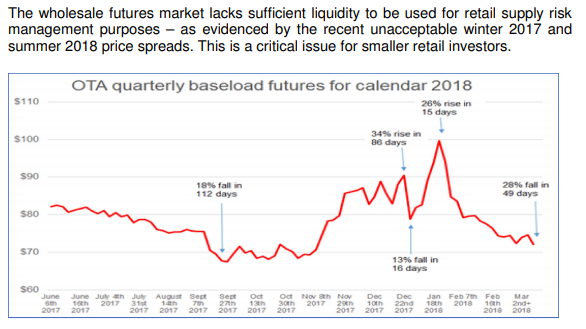 The wholesale futures market lacks sufficient liquidity to be used for retail supply risk
management purposes – as evidenced by the recent unacceptable winter 2017 and
summer 2018 price spreads. This is a critical issue for smaller retail investors.
OTA quarterly baseload futures for calendar 2018
$110
$100
$90
$80
$70
$60
26% rise in
15 days
34% rise in
86 days
18% fall in
112 days
28% fall in
49 days
13% fall in
16 days
June 6th 2017
June 16th 2017
July 4th 2017
July 31st 2017
August 14th 2017
Sept 7th 2017
Sept 27th 2017
Oct 13th 2017
Oct 30th 2017
Nov 8th 2017
Nov 29th 2017
Dec 10th 2017
Dec 22nd 2017
Jan 18th 2018
Feb 7th 2018
Feb 16th 2018
Mar 2nd+ 2018